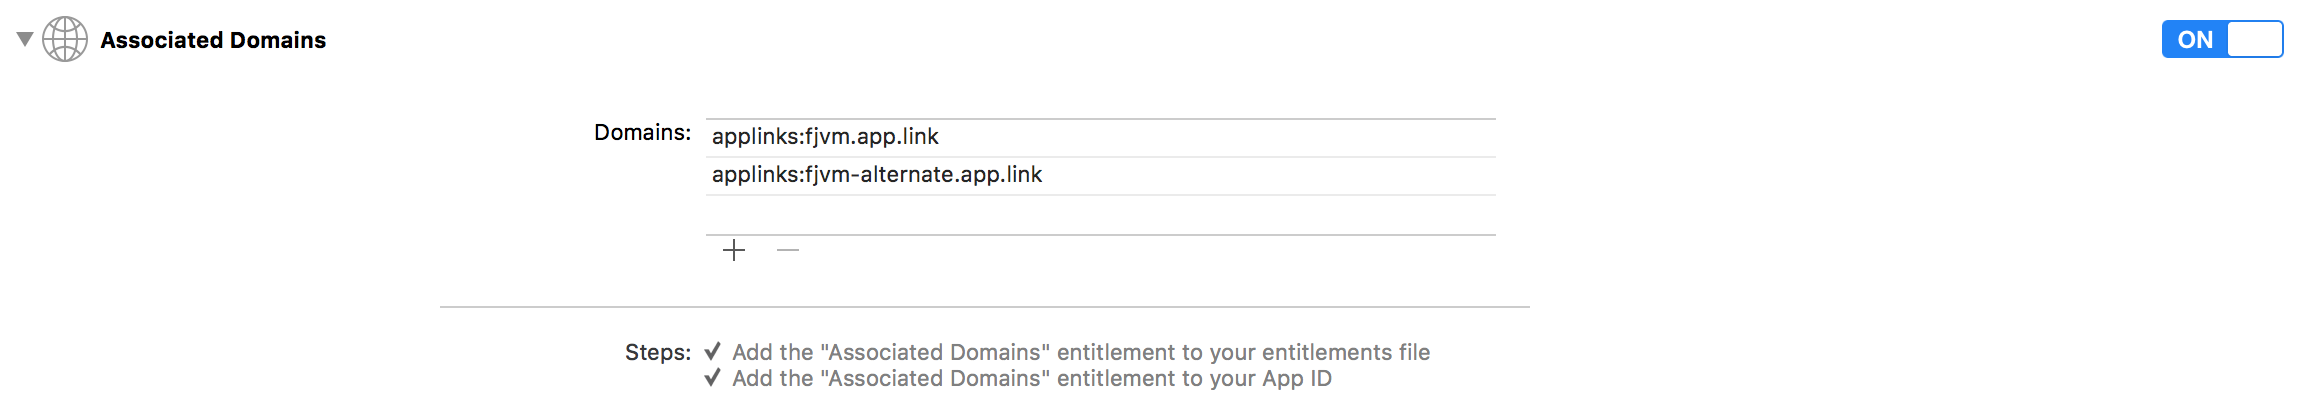 Associated Domains
ON
Domains:
applinks:fjvm.app.link
applinks:fjvm-alternate.app.link
Steps:
✓ Add the "Associated Domains" entitlement to your entitlements file
✓ Add the "Associated Domains" entitlement to your App ID